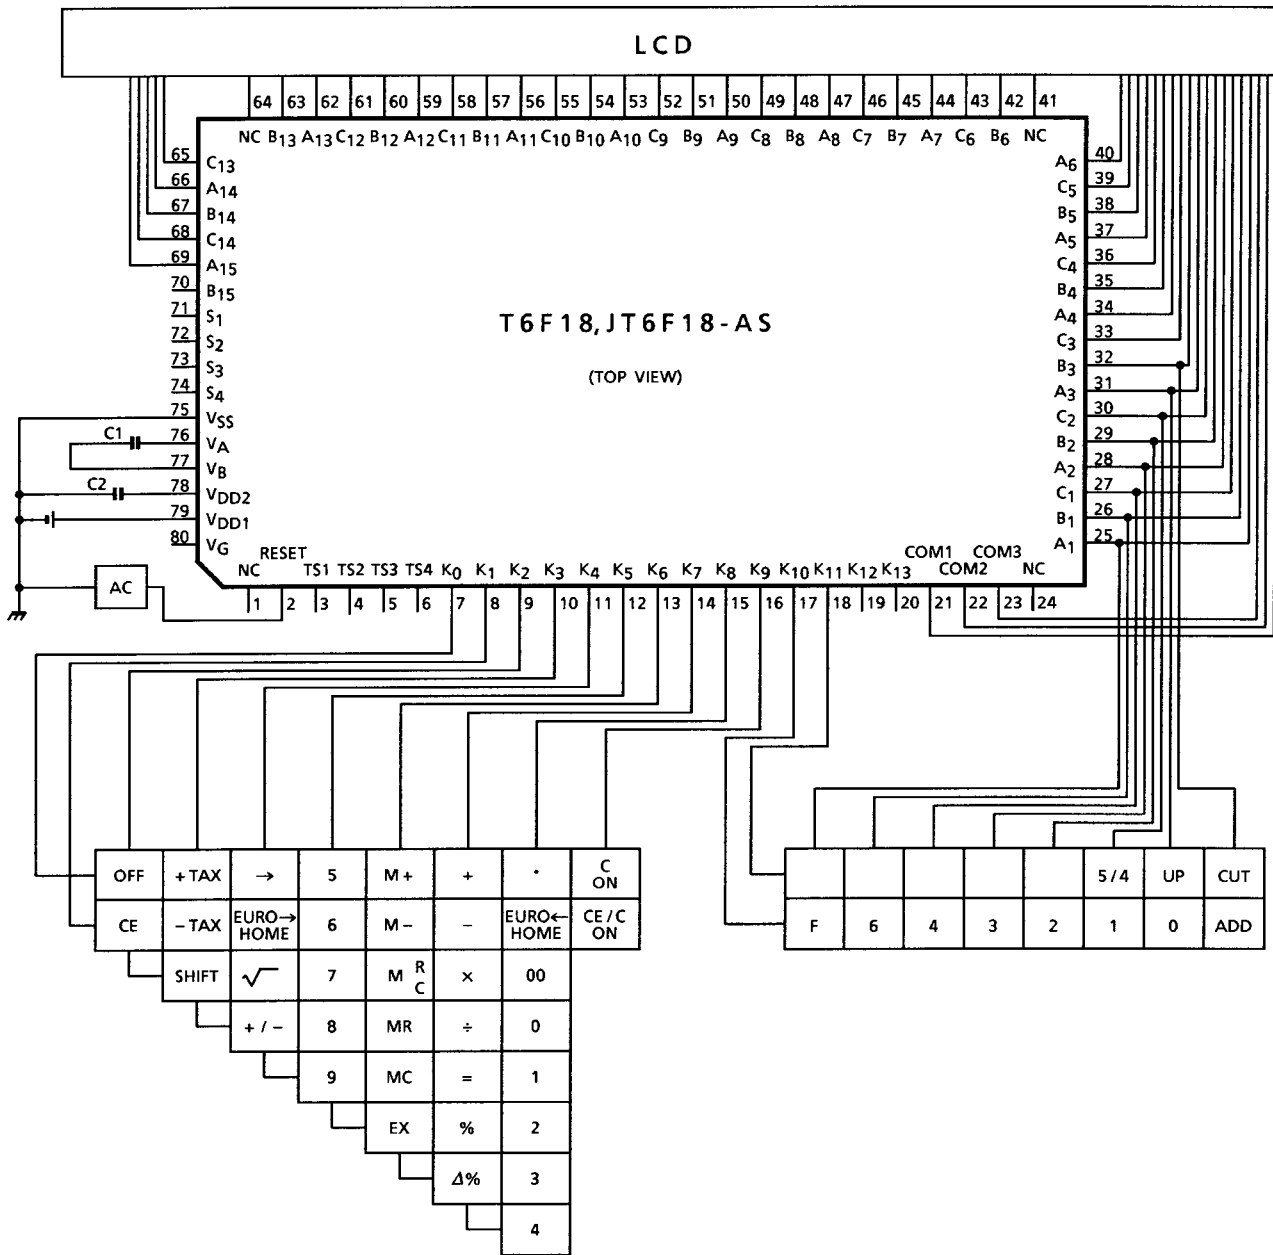 LCD
64 63 62 61 60 59 58 57 56 55 54 53 52 51 50 49 48 47 46 45 44 43 42 41
NC B13 A13 C12 B12 A12 C11 B11 A11 C10 B10 A10 C9 B9 A9 C8 B8 A8 C7 B7 A7 C6 B6 NC
65 C13
66 A14
67 B14
68 C14
69 A15
70 B15
71 S1
72 S2
73 S3
74 S4
75 VSS
C1 76 VA
77 VB
C2 78 VDD2
79 VDD1
80 VG
T6F18,JT6F18-AS
(TOP VIEW)
A6 40
C5 39
B5 38
A5 37
C4 36
B4 35
A4 34
C3 33
B3 32
A3 31
C2 30
B2 29
A2 28
C1 27
B1 26
A1 25
RESET COM1 COM3
NC TS1 TS2 TS3 TS4 K0 K1 K2 K3 K4 K5 K6 K7 K8 K9 K10 K11 K12 K13 COM2 NC
AC
1 2 3 4 5 6 7 8 9 10 11 12 13 14 15 16 17 18 19 20 21 22 23 24
OFF +TAX → 5 M+ + · C ON
CE -TAX EURO→ HOME 6 M- - EURO← HOME CE/C ON
SHIFT √ 7 M R C × 00
+/- 8 MR ÷ 0
9 MC = 1
EX % 2
Δ% 3
4
5/4 UP CUT
F 6 4 3 2 1 0 ADD